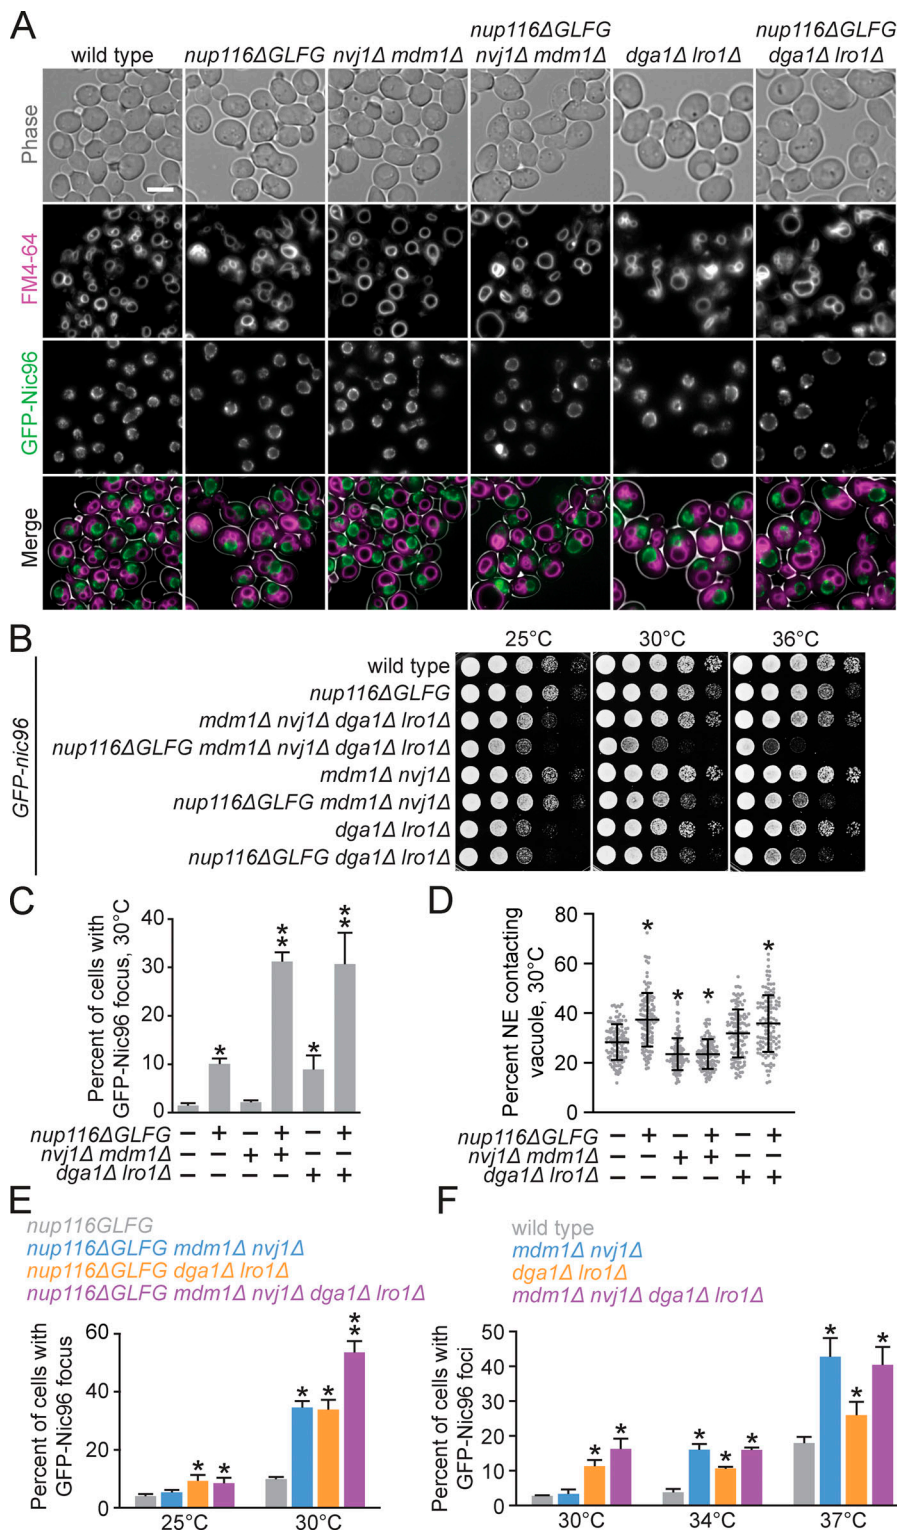 A
wild type
nup116ΔGLFG
nvj1Δ mdm1Δ
nup116ΔGLFG
nvj1Δ mdm1Δ
dga1Δ lro1Δ
nup116ΔGLFG
dga1Δ lro1Δ
Phase
FM4-64
GFP-Nic96
Merge
B
25°C 30°C 36°C
GFP-nic96
wild type
nup116ΔGLFG
mdm1Δ nvj1Δ dga1Δ lro1Δ
nup116ΔGLFG mdm1Δ nvj1Δ dga1Δ lro1Δ
mdm1Δ nvj1Δ
nup116ΔGLFG mdm1Δ nvj1Δ
dga1Δ lro1Δ
nup116ΔGLFG dga1Δ lro1Δ
C
Percent of cells with
GFP-Nic96 focus, 30°C
40
30
20
10
0
* ** * **
nup116ΔGLFG – + – + – +
nvj1Δ mdm1Δ – – + + – –
dga1Δ lro1Δ – – – – + +
D
Percent NE contacting
vacuole, 30°C
80
60
40
20
0
* * * *
nup116ΔGLFG – + – + – +
nvj1Δ mdm1Δ – – + + – –
dga1Δ lro1Δ – – – – + +
E
nup116GLFG
nup116ΔGLFG mdm1Δ nvj1Δ
nup116ΔGLFG dga1Δ lro1Δ
nup116ΔGLFG mdm1Δ nvj1Δ dga1Δ lro1Δ
Percent of cells with
GFP-Nic96 focus
60
40
20
0
* * * * **
25°C 30°C
F
wild type
mdm1Δ nvj1Δ
dga1Δ lro1Δ
mdm1Δ nvj1Δ dga1Δ lro1Δ
Percent of cells with
GFP-Nic96 foci
50
40
30
20
10
0
* * * * * * * *
30°C 34°C 37°C